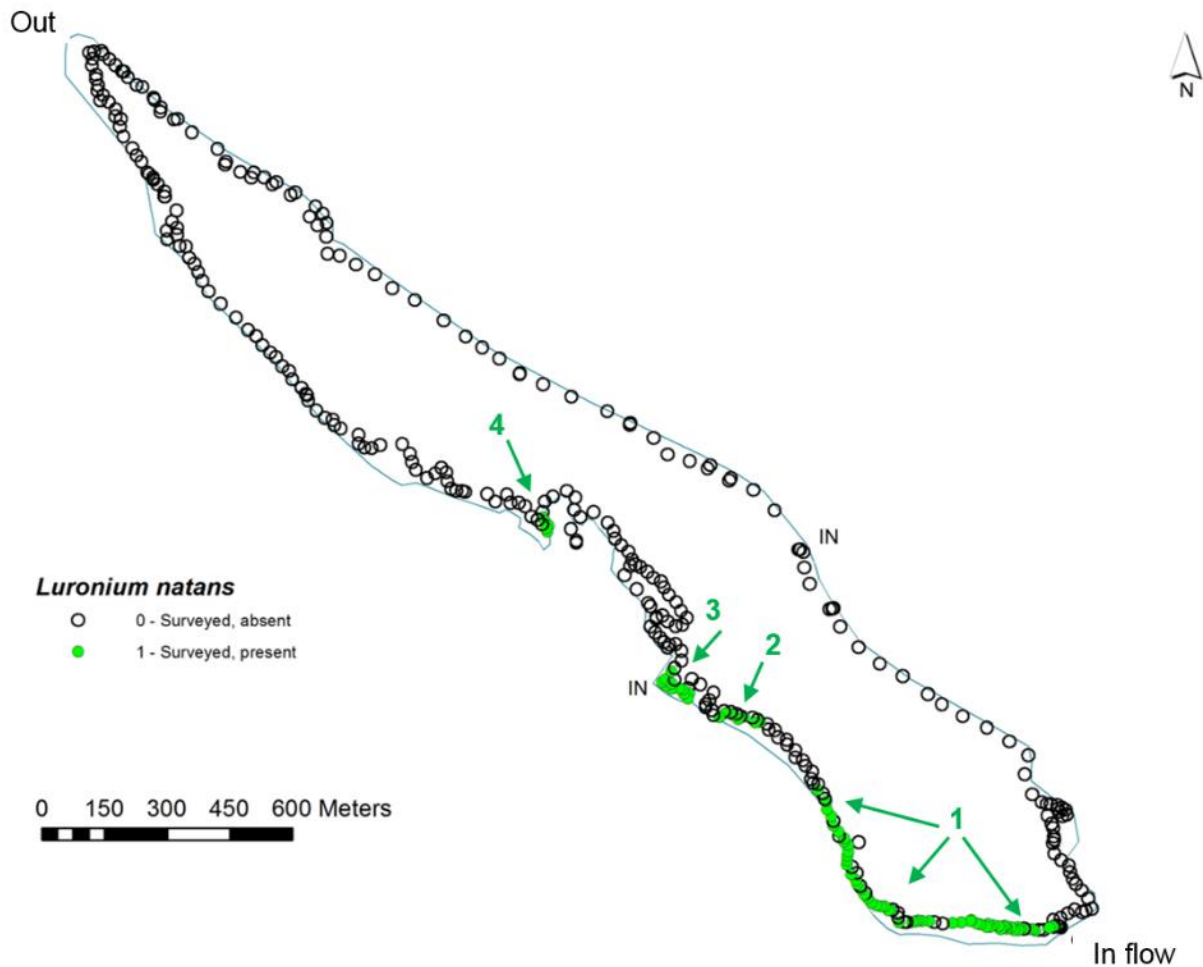 Out
N
4
IN
Luronium natans
0 - Surveyed, absent
1 - Surveyed, present
3
2
IN
0 150 300 450 600 Meters
1
In flow